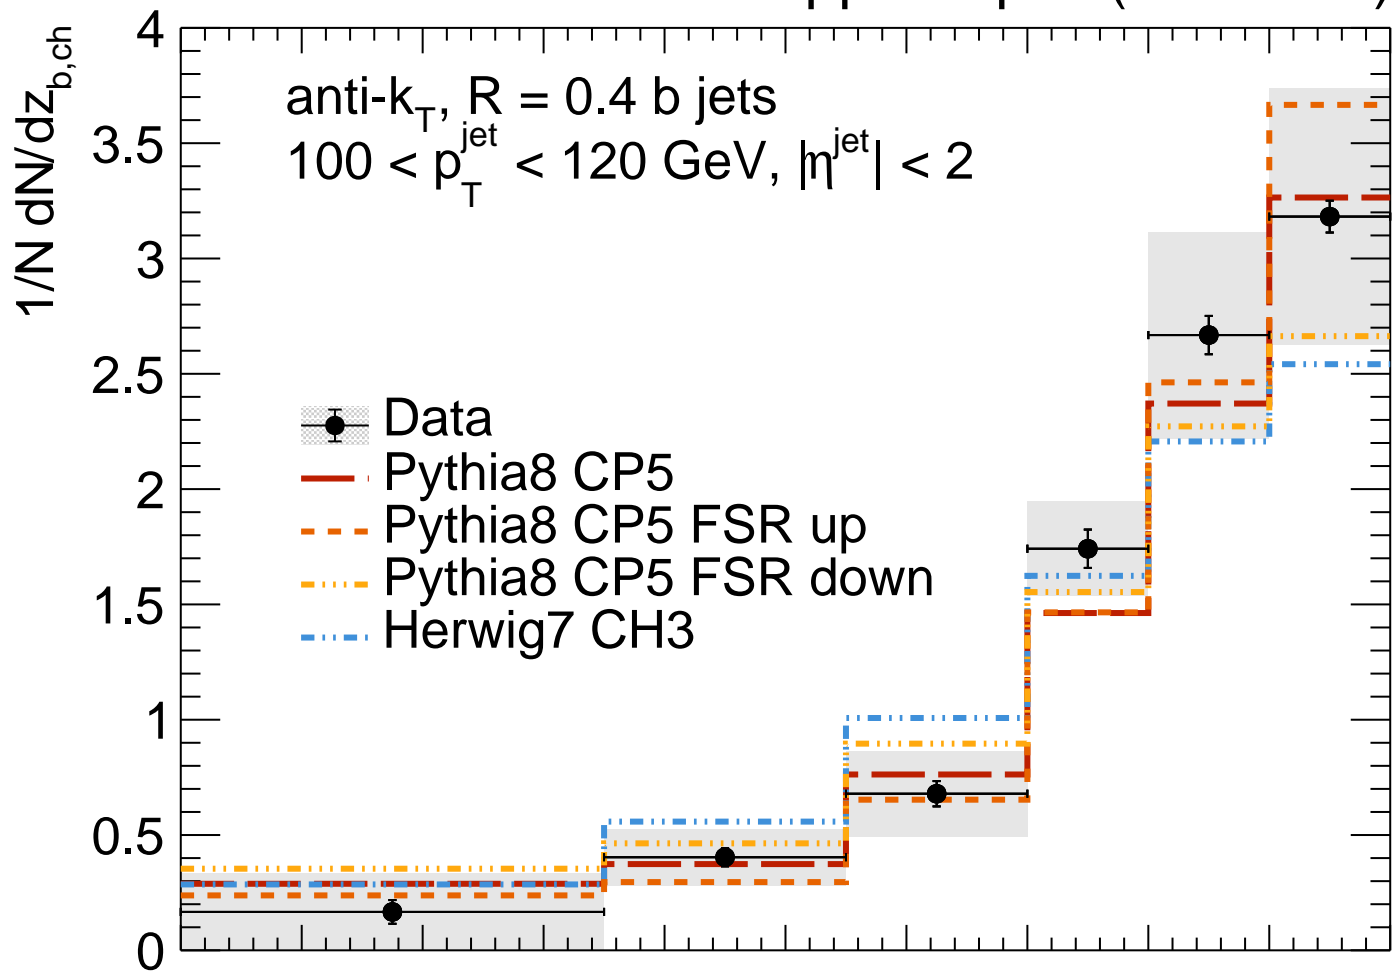 4
3.5
3
2.5
2
1.5
1
0.5
0
1/N dN/dz_{b,ch}
anti-k_T, R = 0.4 b jets
100 < p_T^{jet} < 120 GeV, |η^{jet}| < 2
Data
Pythia8 CP5
Pythia8 CP5 FSR up
Pythia8 CP5 FSR down
Herwig7 CH3